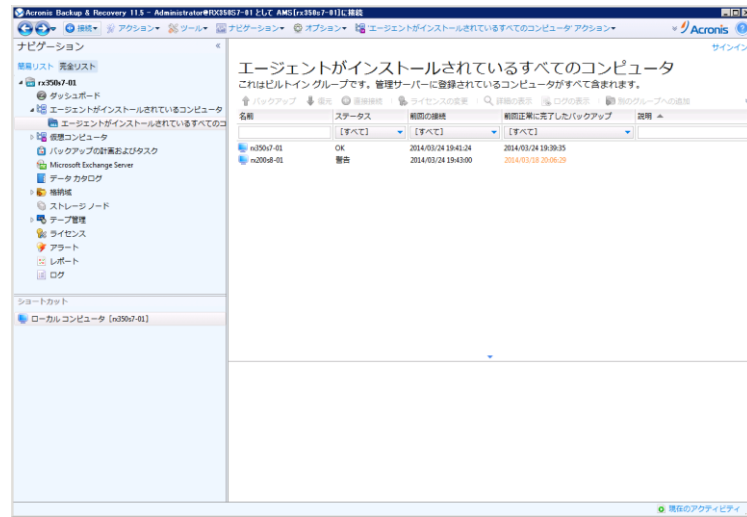 Acronis Backup & Recovery 11.5 - Administrator@RX350S7-01 として AMS[rx350s7-01]に接続
接続 アクション ツール ナビゲーション オプション 'エージェントがインストールされているすべてのコンピュータ' アクション Acronis
ナビゲーション
サインイン
簡易リスト 完全リスト
rx350s7-01
ダッシュボード
エージェントがインストールされているコンピュータ
エージェントがインストールされているすべてのコ
仮想コンピュータ
バックアップの計画およびタスク
Microsoft Exchange Server
データ カタログ
格納域
ストレージ ノード
テープ管理
ライセンス
アラート
レポート
ログ
ショートカット
ローカル コンピュータ [rx350s7-01]
エージェントがインストールされているすべてのコンピュータ
これはビルトイン グループです。管理サーバーに登録されているコンピュータがすべて含まれます。
バックアップ 復元 直接接続 ライセンスの変更 詳細の表示 ログの表示 別のグループへの追加
名前 ステータス 前回の接続 前回正常に完了したバックアップ 説明
[すべて] [すべて] [すべて]
rx350s7-01 OK 2014/03/24 19:41:24 2014/03/24 19:39:35
rx200s8-01 警告 2014/03/24 19:43:00 2014/03/18 20:06:29
現在のアクティビティ